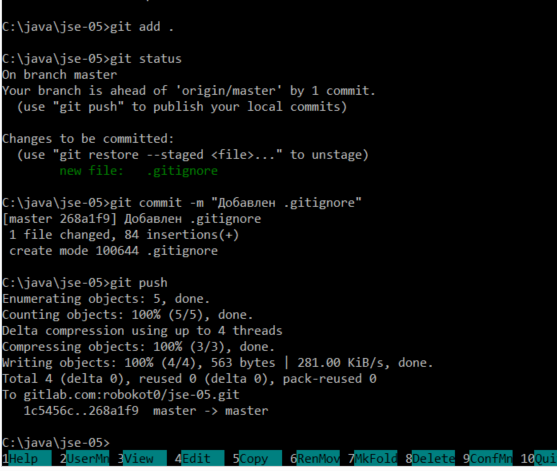 C:\java\jse-05>git add .
C:\java\jse-05>git status
On branch master
Your branch is ahead of 'origin/master' by 1 commit.
  (use "git push" to publish your local commits)
Changes to be committed:
  (use "git restore --staged <file>..." to unstage)
        new file:   .gitignore
C:\java\jse-05>git commit -m "Добавлен .gitignore"
[master 268a1f9] Добавлен .gitignore
 1 file changed, 84 insertions(+)
 create mode 100644 .gitignore
C:\java\jse-05>git push
Enumerating objects: 5, done.
Counting objects: 100% (5/5), done.
Delta compression using up to 4 threads
Compressing objects: 100% (3/3), done.
Writing objects: 100% (4/4), 563 bytes | 281.00 KiB/s, done.
Total 4 (delta 0), reused 0 (delta 0), pack-reused 0
To gitlab.com:robokot0/jse-05.git
   1c5456c..268a1f9  master -> master
C:\java\jse-05>
1Help 2UserMn 3View 4Edit 5Copy 6RenMov 7MkFold 8Delete 9ConfMn 10Qui